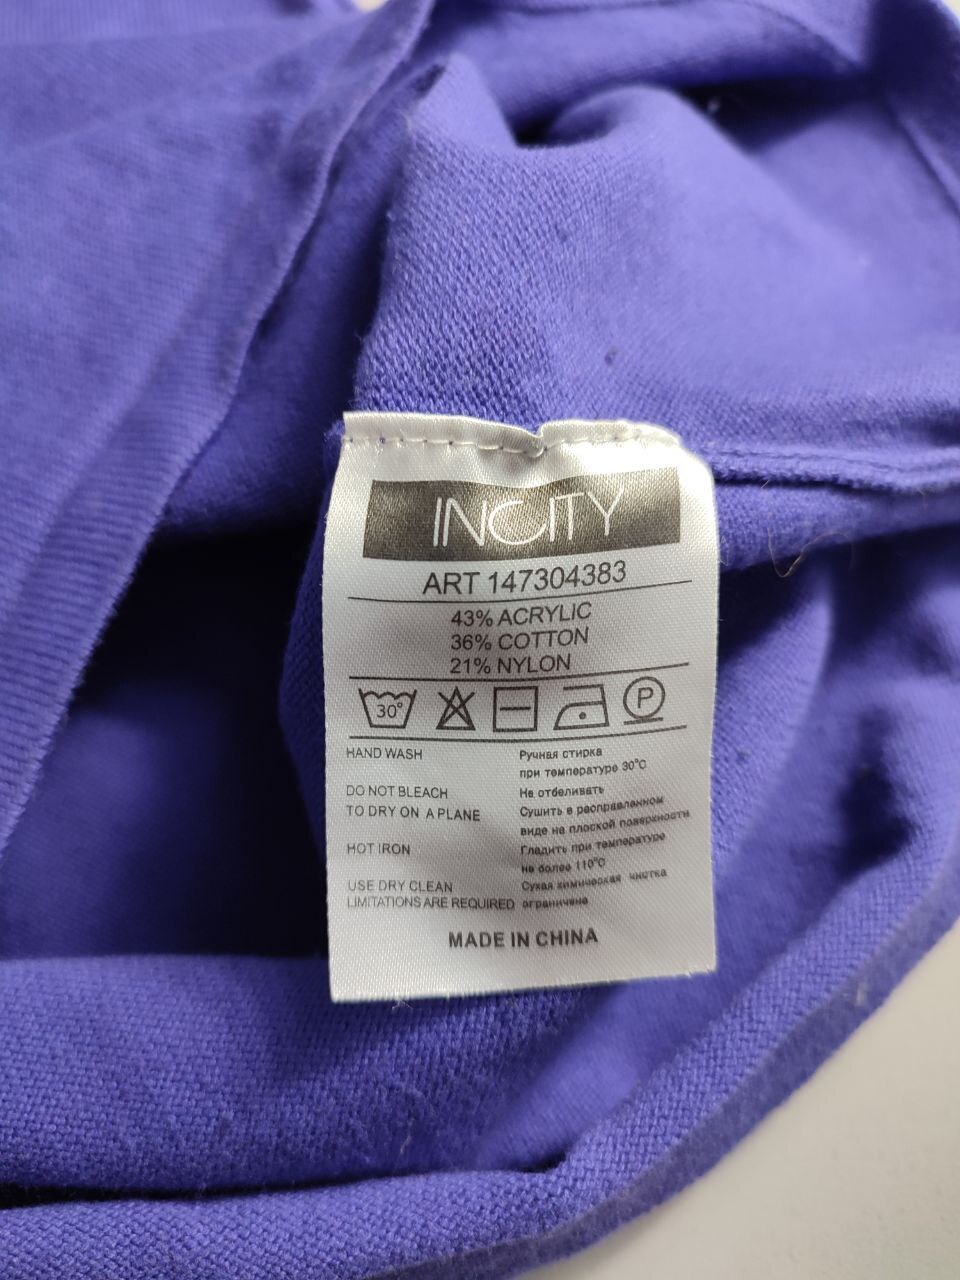 INCITY
ART 147304383
43% ACRYLIC
36% COTTON
21% NYLON
30° P
HAND WASH Ручная стирка
при температуре 30°C
DO NOT BLEACH Не отбеливать
TO DRY ON A PLANE Сушить в расправленном
виде на плоской поверхности
HOT IRON Гладить при температуре
не более 110°C
USE DRY CLEAN Сухая химическая чистка
LIMITATIONS ARE REQUIRED ограничена
MADE IN CHINA